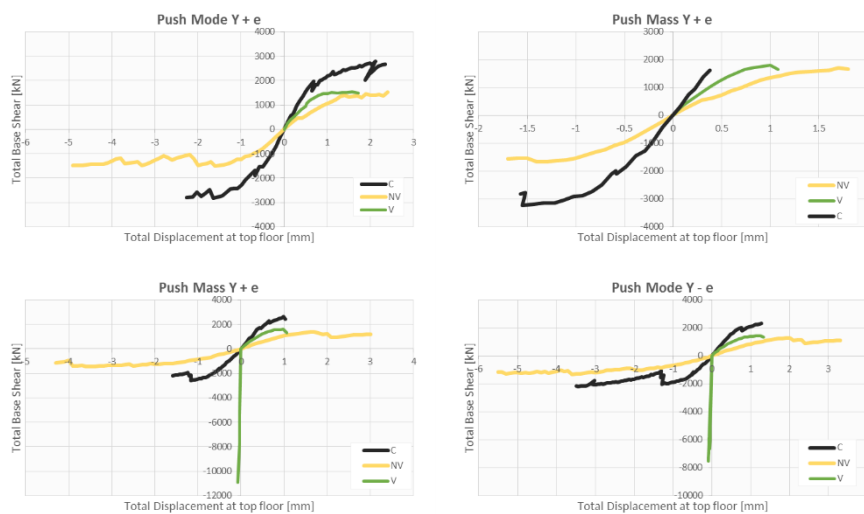 Push Mode Y + e
Total Base Shear [kN]
4000
3000
2000
1000
0
-1000
-2000
-3000
-4000
-6 -5 -4 -3 -2 -1 0 1 2 3
C
NV
V
Total Displacement at top floor [mm]
Push Mass Y + e
Total Base Shear [kN]
4000
3000
2000
1000
0
-1000
-2000
-3000
-4000
-2 -1.5 -1 -0.5 0 0.5 1 1.5
NV
V
C
Total Displacement at top floor [mm]
Push Mass Y + e
Total Base Shear [kN]
4000
2000
0
-2000
-4000
-6000
-8000
-10000
-12000
-5 -4 -3 -2 -1 0 1 2 3 4
C
NV
V
Total Displacement at top floor [mm]
Push Mode Y - e
Total Base Shear [kN]
4000
2000
0
-2000
-4000
-6000
-8000
-10000
-6 -5 -4 -3 -2 -1 0 1 2 3 4
C
NV
V
Total Displacement at top floor [mm]